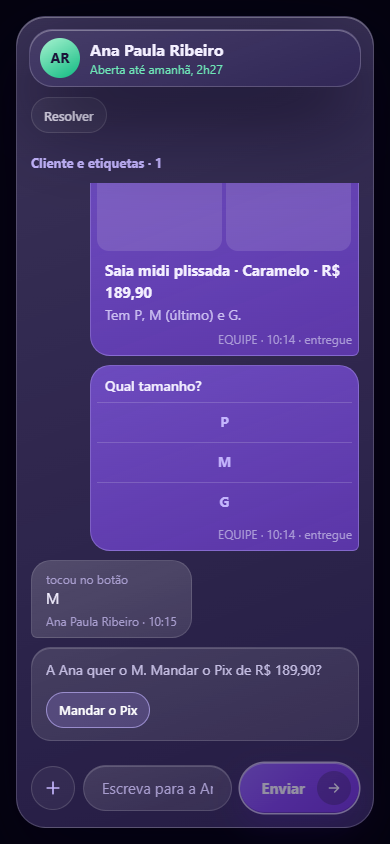 AR
Ana Paula Ribeiro
Aberta até amanhã, 2h27
Resolver
Cliente e etiquetas · 1
Saia midi plissada · Caramelo · R$
189,90
Tem P, M (último) e G.
EQUIPE · 10:14 · entregue
Qual tamanho?
P
M
G
EQUIPE · 10:14 · entregue
tocou no botão
M
Ana Paula Ribeiro · 10:15
A Ana quer o M. Mandar o Pix de R$ 189,90?
Mandar o Pix
Escreva para a Ar
Enviar